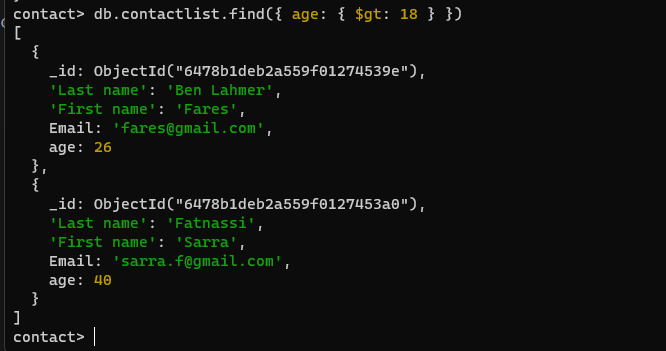 contact> db.contactlist.find({ age: { $gt: 18 } })
[
  {
    _id: ObjectId("6478b1deb2a559f01274539e"),
    'Last name': 'Ben Lahmer',
    'First name': 'Fares',
    Email: 'fares@gmail.com',
    age: 26
  },
  {
    _id: ObjectId("6478b1deb2a559f0127453a0"),
    'Last name': 'Fatnassi',
    'First name': 'Sarra',
    Email: 'sarra.f@gmail.com',
    age: 40
  }
]
contact>